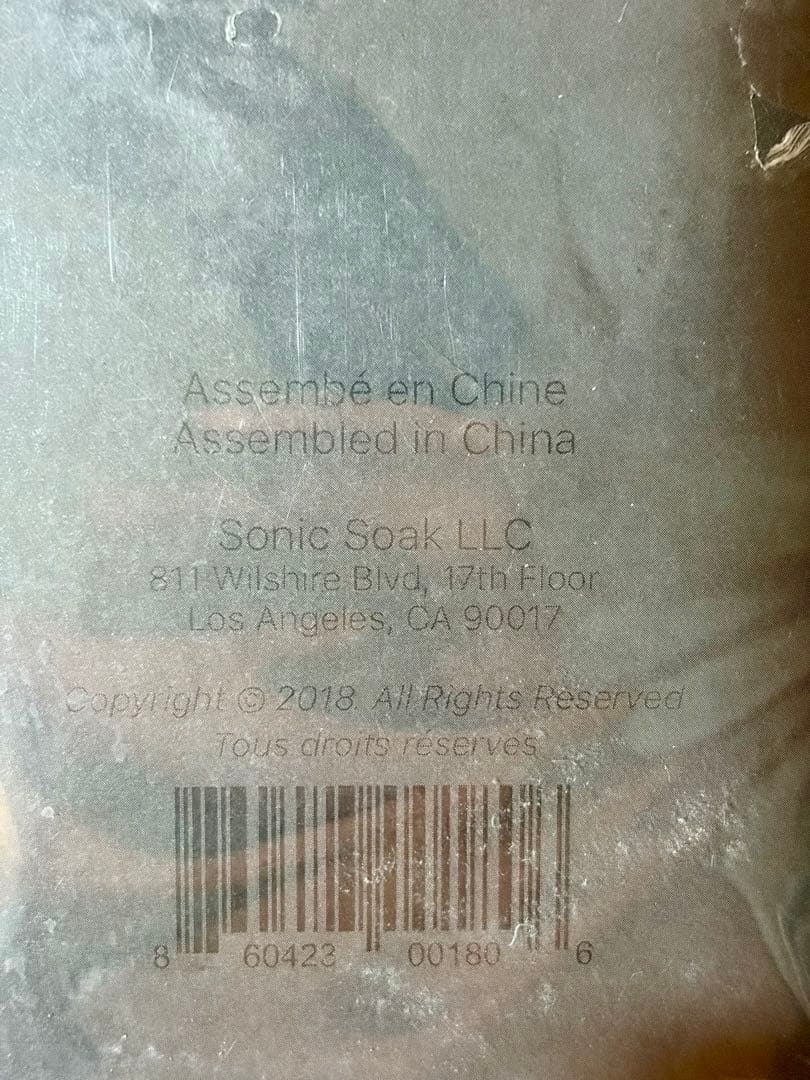 Assembé en Chine
Assembled in China
Sonic Soak LLC
811 Wilshire Blvd, 17th Floor
Los Angeles, CA 90017
Copyright © 2018. All Rights Reserved
Tous droits réservés
8 60423 00180 6